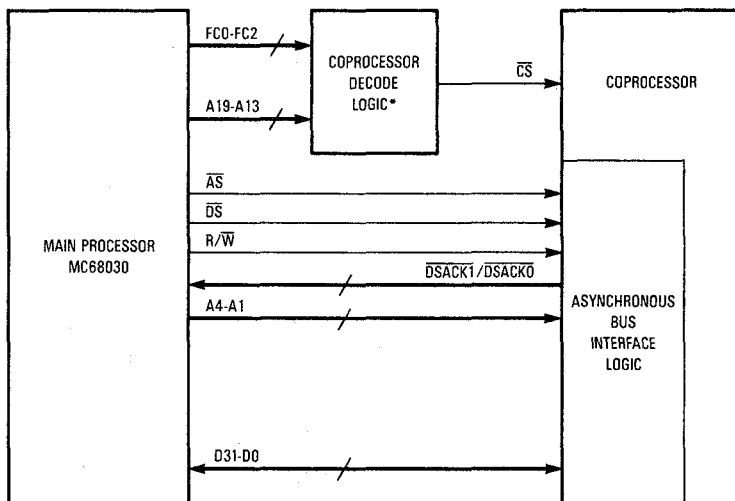 FC0-FC2
COPROCESSOR
DECODE
LOGIC*
CS
COPROCESSOR
A19-A13
AS
DS
R/W
MAIN PROCESSOR
MC68030
DSACK1/DSACK0
A4-A1
ASYNCHRONOUS
BUS
INTERFACE
LOGIC
D31-D0